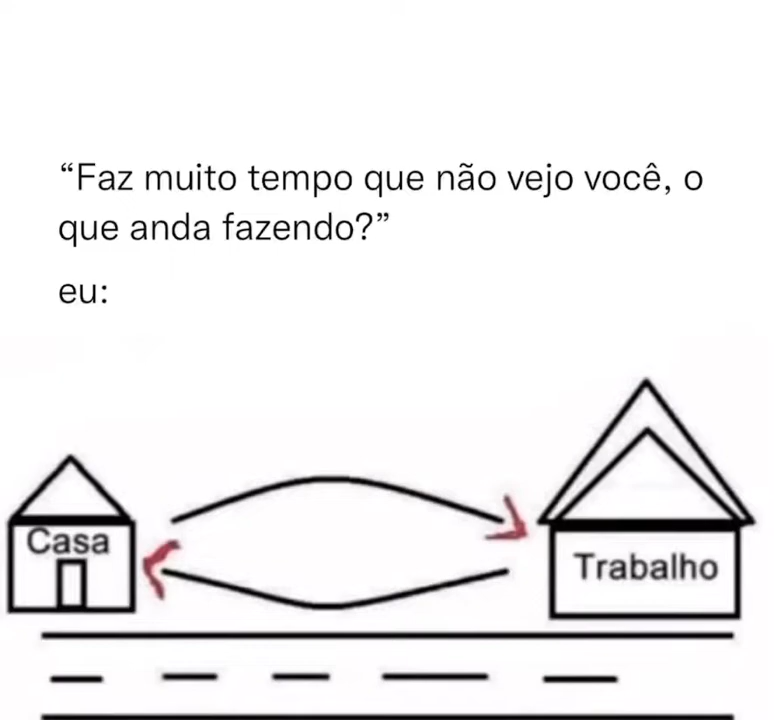 “Faz muito tempo que não vejo você, o
que anda fazendo?”
eu:
Casa
Trabalho